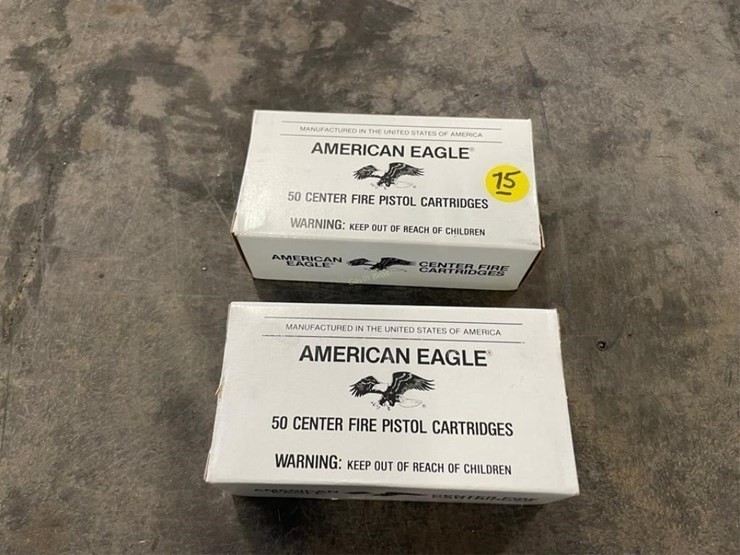 MANUFACTURED IN THE UNITED STATES OF AMERICA
AMERICAN EAGLE®
50 CENTER FIRE PISTOL CARTRIDGES
15
WARNING: KEEP OUT OF REACH OF CHILDREN
AMERICAN EAGLE
CENTER FIRE CARTRIDGES
MANUFACTURED IN THE UNITED STATES OF AMERICA
AMERICAN EAGLE®
50 CENTER FIRE PISTOL CARTRIDGES
WARNING: KEEP OUT OF REACH OF CHILDREN